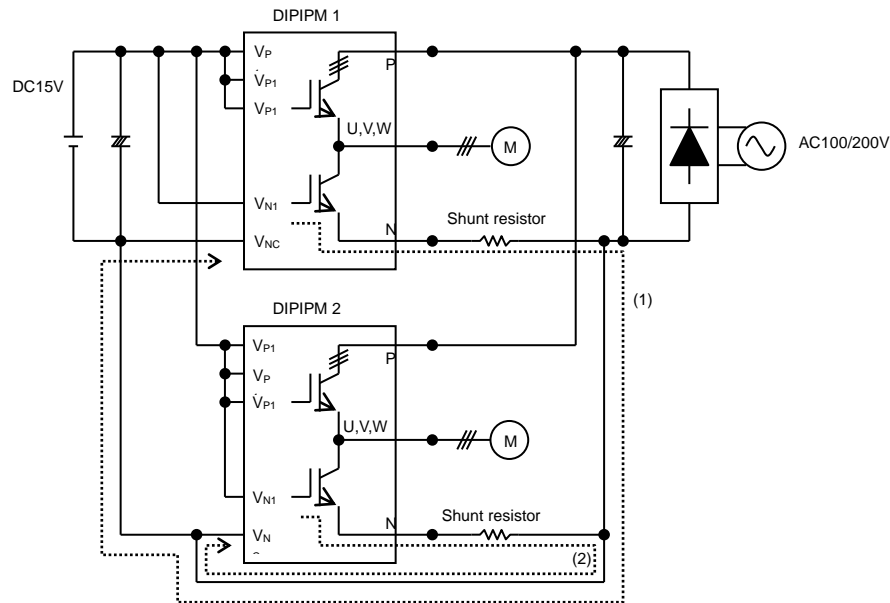 DIPIPM 1
VP
DC15V
VP1
VP1
P
U,V,W
M
AC100/200V
VN1
Shunt resistor
N
VNC
(1)
DIPIPM 2
VP1
P
VP
VP1
U,V,W
M
VN1
Shunt resistor
N
VN
(2)